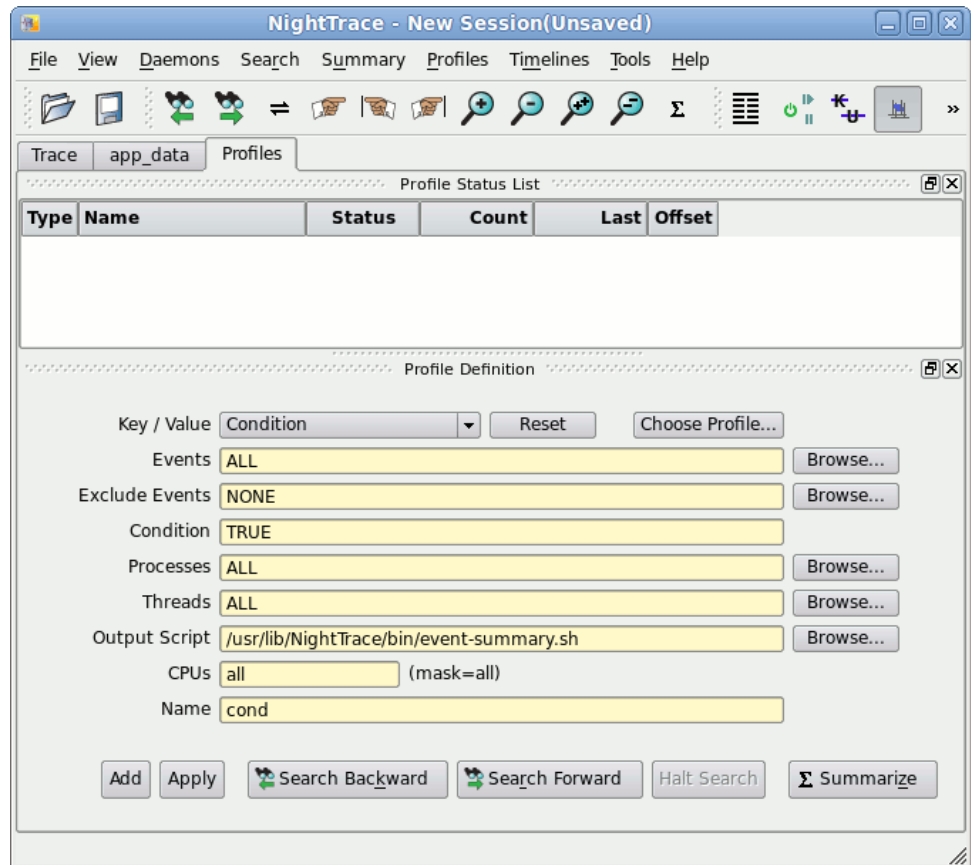 NightTrace - New Session(Unsaved)
File View Daemons Search Summary Profiles Timelines Tools Help
Σ K U »
Trace app_data Profiles
Profile Status List
Type Name Status Count Last Offset
Profile Definition
Key / Value Condition Reset Choose Profile...
Events ALL Browse...
Exclude Events NONE Browse...
Condition TRUE
Processes ALL Browse...
Threads ALL Browse...
Output Script /usr/lib/NightTrace/bin/event-summary.sh Browse...
CPUs all (mask=all)
Name cond
Add Apply Search Backward Search Forward Halt Search Σ Summarize